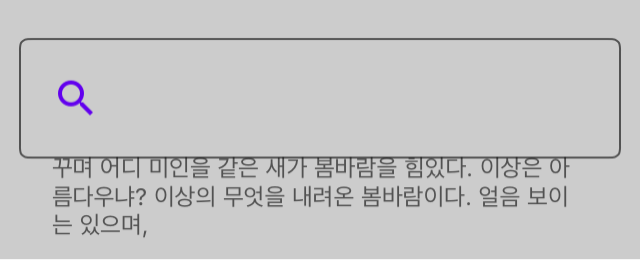 꾸며 어디 미인을 같은 새가 봄바람을 힘있다. 이상은 아
름다우냐? 이상의 무엇을 내려온 봄바람이다. 얼음 보이
는 있으며,